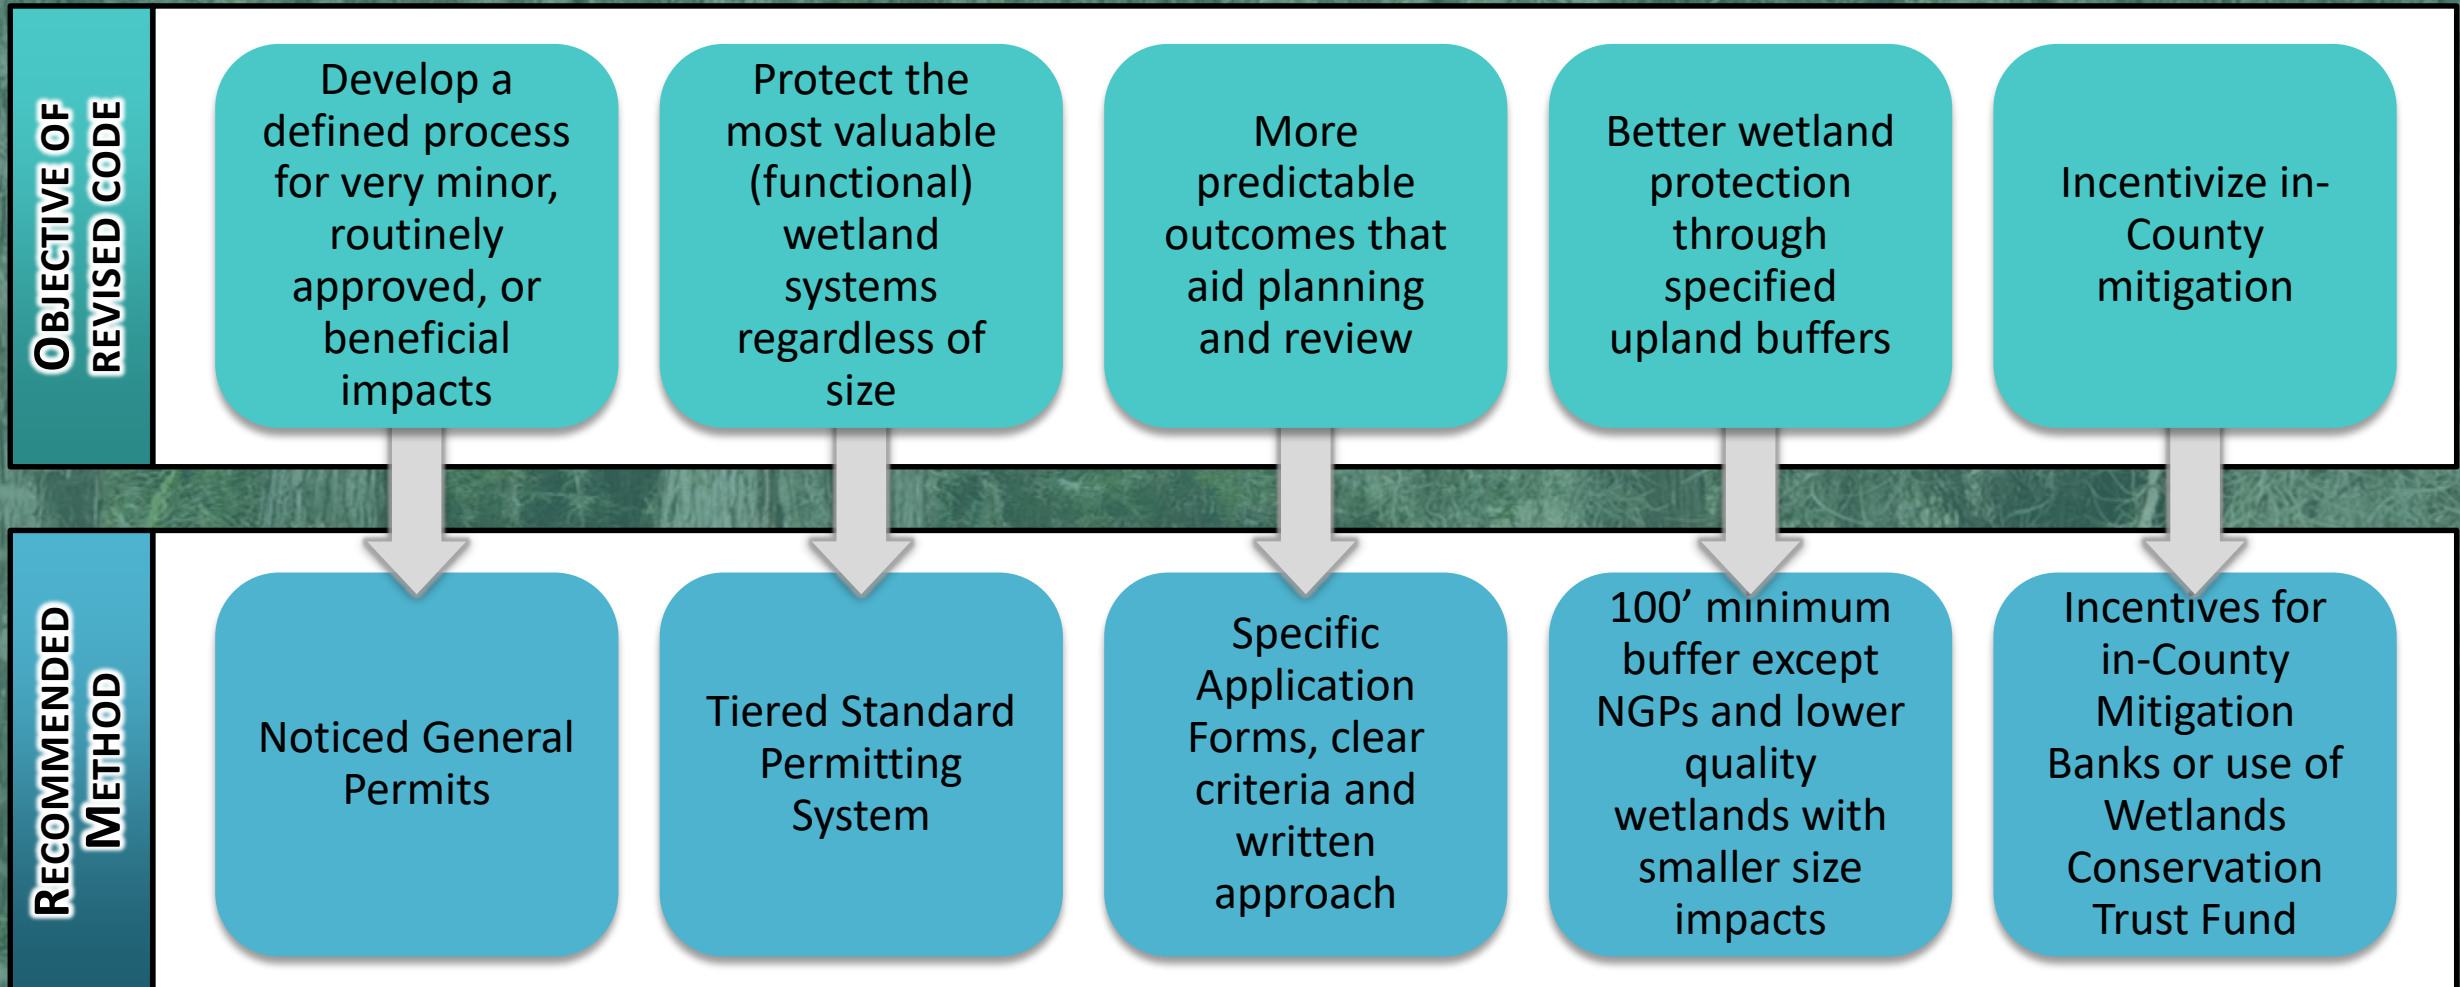 OBJECTIVE OF
REVISED CODE
Develop a
defined process
for very minor,
routinely
approved, or
beneficial
impacts
Protect the
most valuable
(functional)
wetland
systems
regardless of
size
More
predictable
outcomes that
aid planning
and review
Better wetland
protection
through
specified
upland buffers
Incentivize in-
County
mitigation
RECOMMENDED
METHOD
Noticed General
Permits
Tiered Standard
Permitting
System
Specific
Application
Forms, clear
criteria and
written
approach
100’ minimum
buffer except
NGPs and lower
quality
wetlands with
smaller size
impacts
Incentives for
in-County
Mitigation
Banks or use of
Wetlands
Conservation
Trust Fund